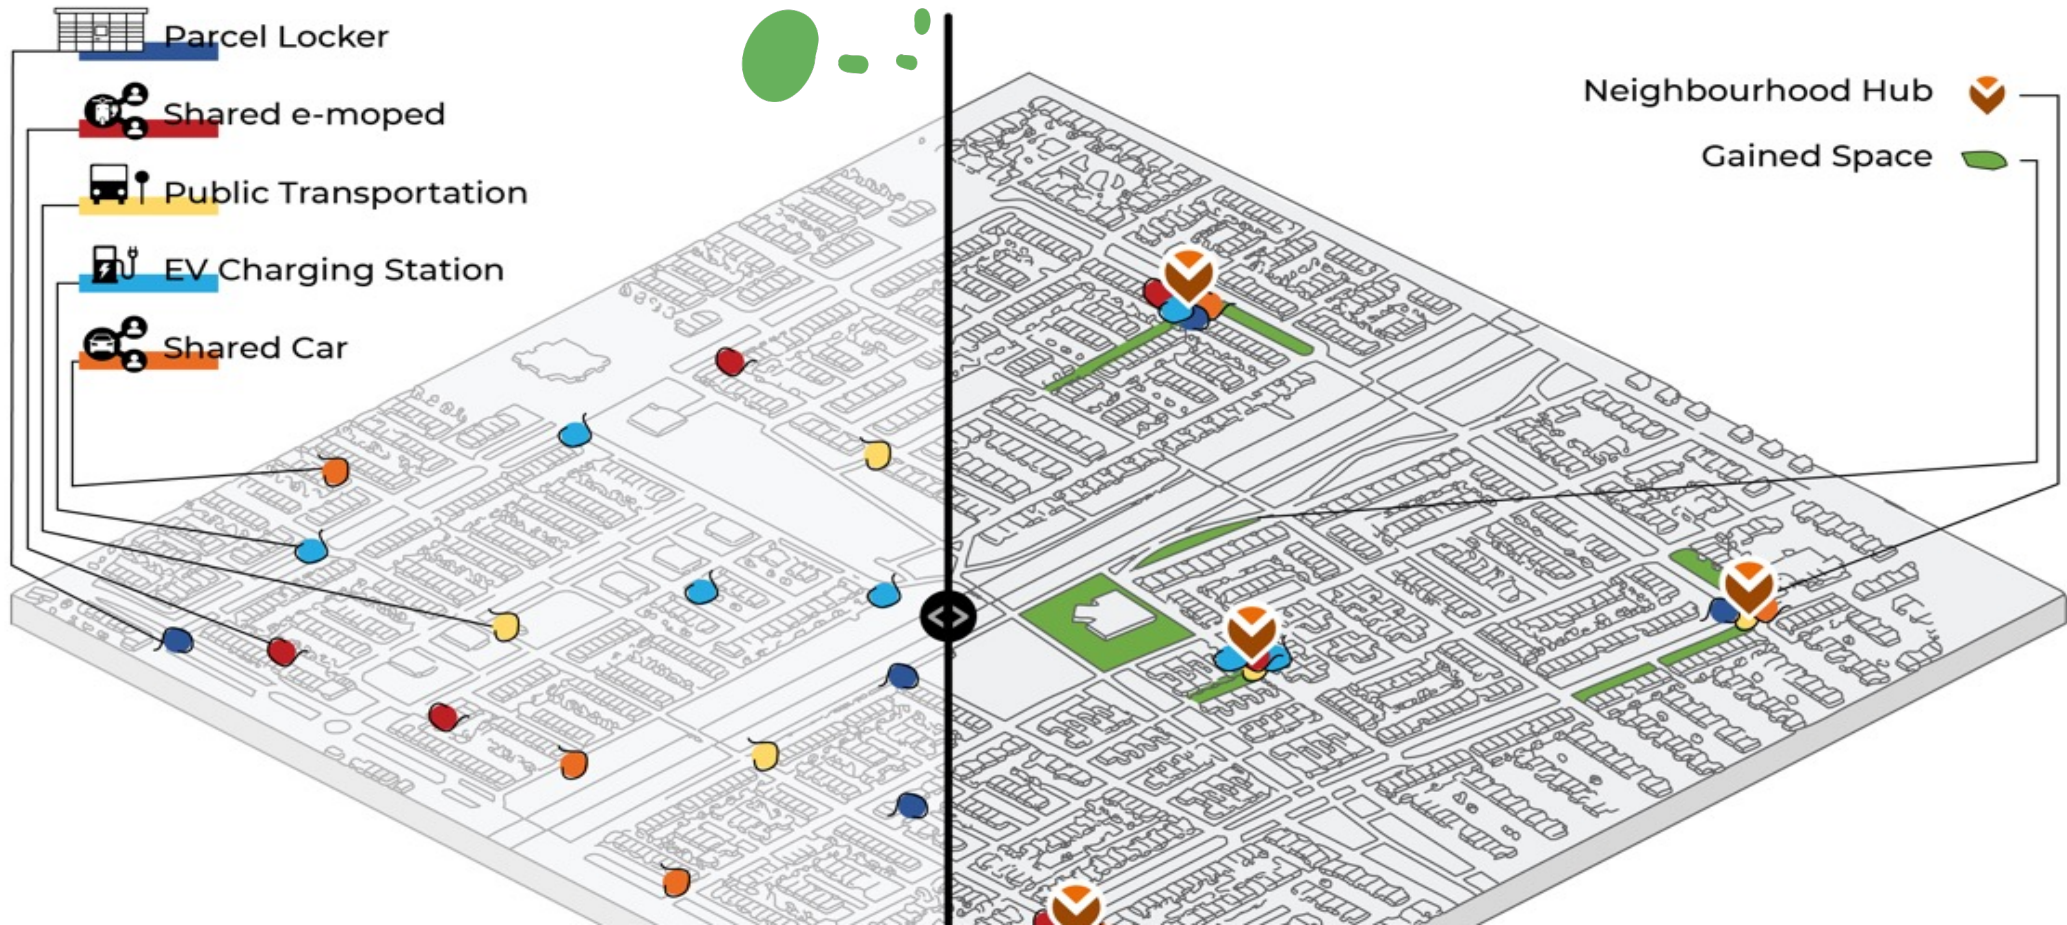 Parcel Locker
Shared e-moped
Public Transportation
EV Charging Station
Shared Car
Neighbourhood Hub
Gained Space